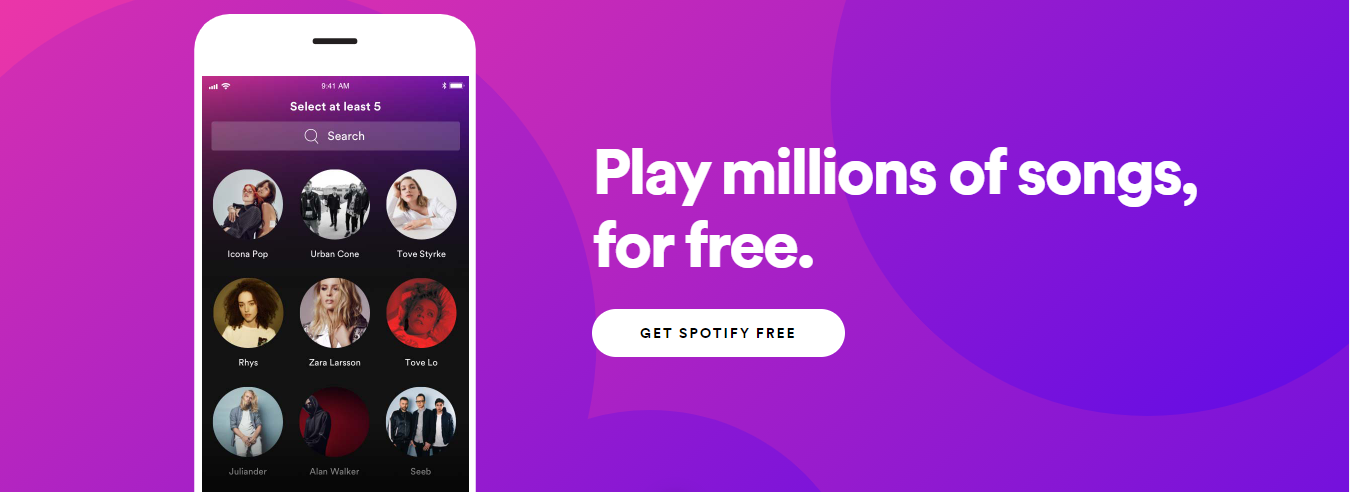 9:41 AM
Select at least 5
Search
Icona Pop Urban Cone Tove Styrke
Rhys Zara Larsson Tove Lo
Juliander Alan Walker Seeb
Play millions of songs,
for free.
GET SPOTIFY FREE